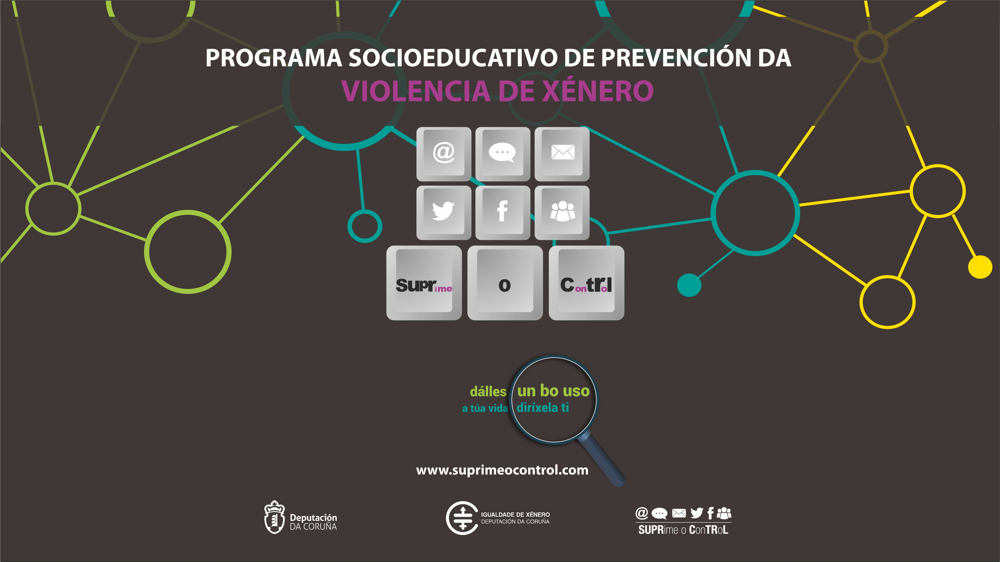 PROGRAMA SOCIOEDUCATIVO DE PREVENCIÓN DA
VIOLENCIA DE XÉNERO
@
f
Suprime o Control
dálles un bo uso
a túa vida diríxela ti
www.suprimeocontrol.com
Deputación
DA CORUÑA
IGUALDADE DE XÉNERO
DEPUTACIÓN DA CORUÑA
@ f
SUPRime o ConTRoL